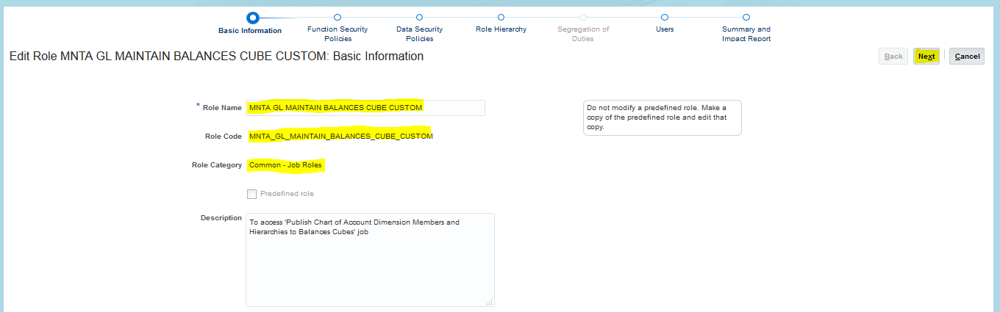 Basic Information
Function Security
Policies
Data Security
Policies
Role Hierarchy
Segregation of
Duties
Users
Summary and
Impact Report
Edit Role MNTA GL MAINTAIN BALANCES CUBE CUSTOM: Basic Information
Back
Next
Cancel
* Role Name MNTA GL MAINTAIN BALANCES CUBE CUSTOM
Do not modify a predefined role. Make a
copy of the predefined role and edit that
copy.
Role Code MNTA_GL_MAINTAIN_BALANCES_CUBE_CUSTOM
Role Category Common - Job Roles
Predefined role
Description To access 'Publish Chart of Account Dimension Members and
Hierarchies to Balances Cubes' job